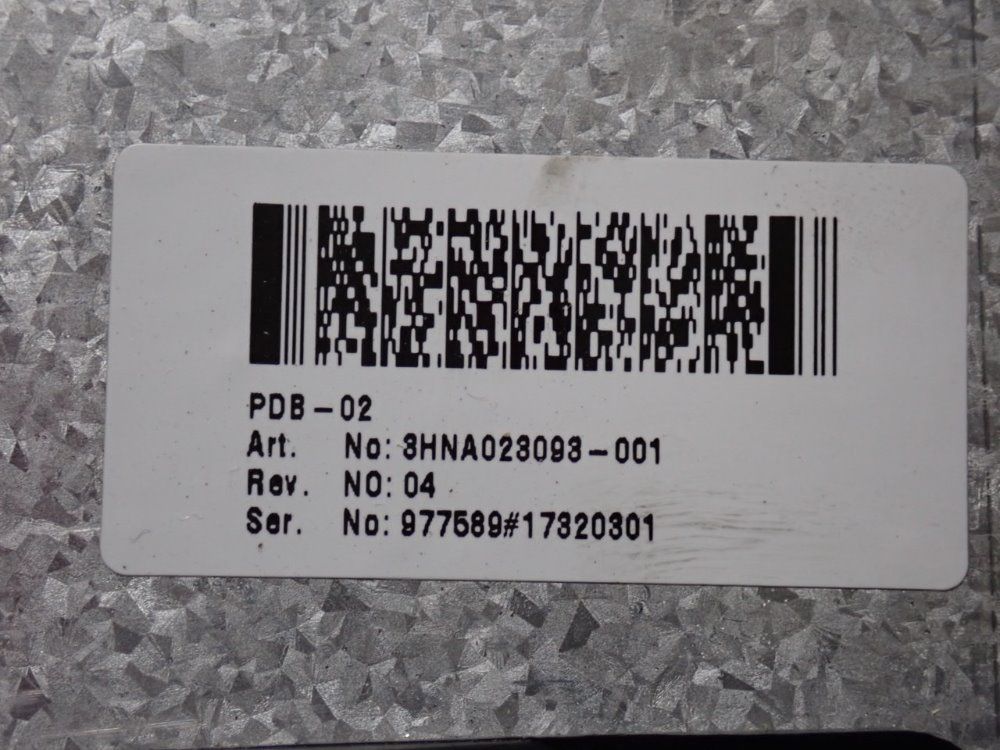 PDB-02
Art. No: 3HNA023093-001
Rev. NO: 04
Ser. No: 977589#17320301